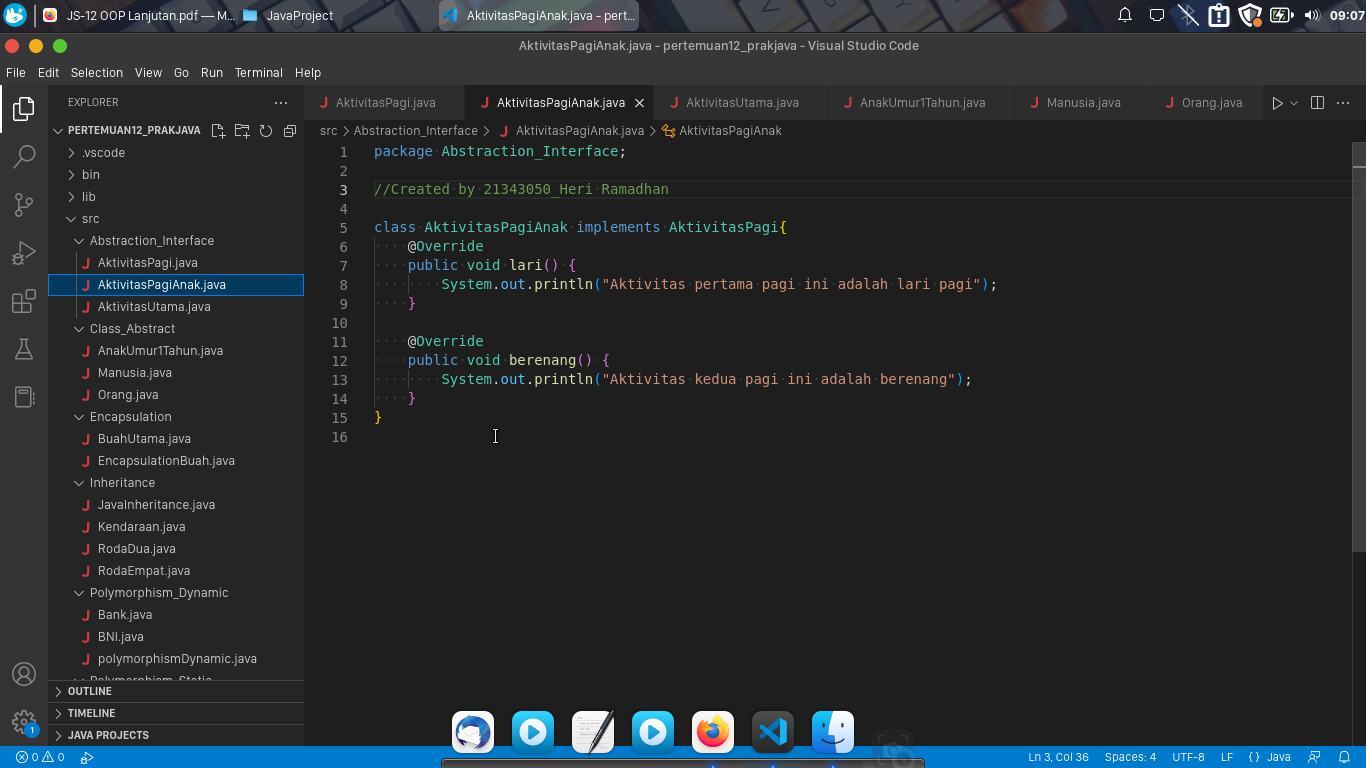 JS-12 OOP Lanjutan.pdf — M... JavaProject AktivitasPagiAnak.java - pert... 09:07
AktivitasPagiAnak.java - pertemuan12_prakjava - Visual Studio Code
File Edit Selection View Go Run Terminal Help
EXPLORER
PERTEMUAN12_PRAKJAVA
.vscode
bin
lib
src
Abstraction_Interface
AktivitasPagi.java
AktivitasPagiAnak.java
AktivitasUtama.java
Class_Abstract
AnakUmur1Tahun.java
Manusia.java
Orang.java
Encapsulation
BuahUtama.java
EncapsulationBuah.java
Inheritance
JavaInheritance.java
Kendaraan.java
RodaDua.java
RodaEmpat.java
Polymorphism_Dynamic
Bank.java
BNI.java
polymorphismDynamic.java
Polymorphism_Static
OUTLINE
TIMELINE
JAVA PROJECTS
AktivitasPagi.java AktivitasPagiAnak.java AktivitasUtama.java AnakUmur1Tahun.java Manusia.java Orang.java
src > Abstraction_Interface > AktivitasPagiAnak.java > AktivitasPagiAnak
1 package Abstraction_Interface;
2
3 //Created by 21343050_Heri Ramadhan
4
5 class AktivitasPagiAnak implements AktivitasPagi{
6 @Override
7 public void lari() {
8 System.out.println("Aktivitas pertama pagi ini adalah lari pagi");
9 }
10
11 @Override
12 public void berenang() {
13 System.out.println("Aktivitas kedua pagi ini adalah berenang");
14 }
15 }
16
1
0 0 Ln 3, Col 36 Spaces: 4 UTF-8 LF { } Java